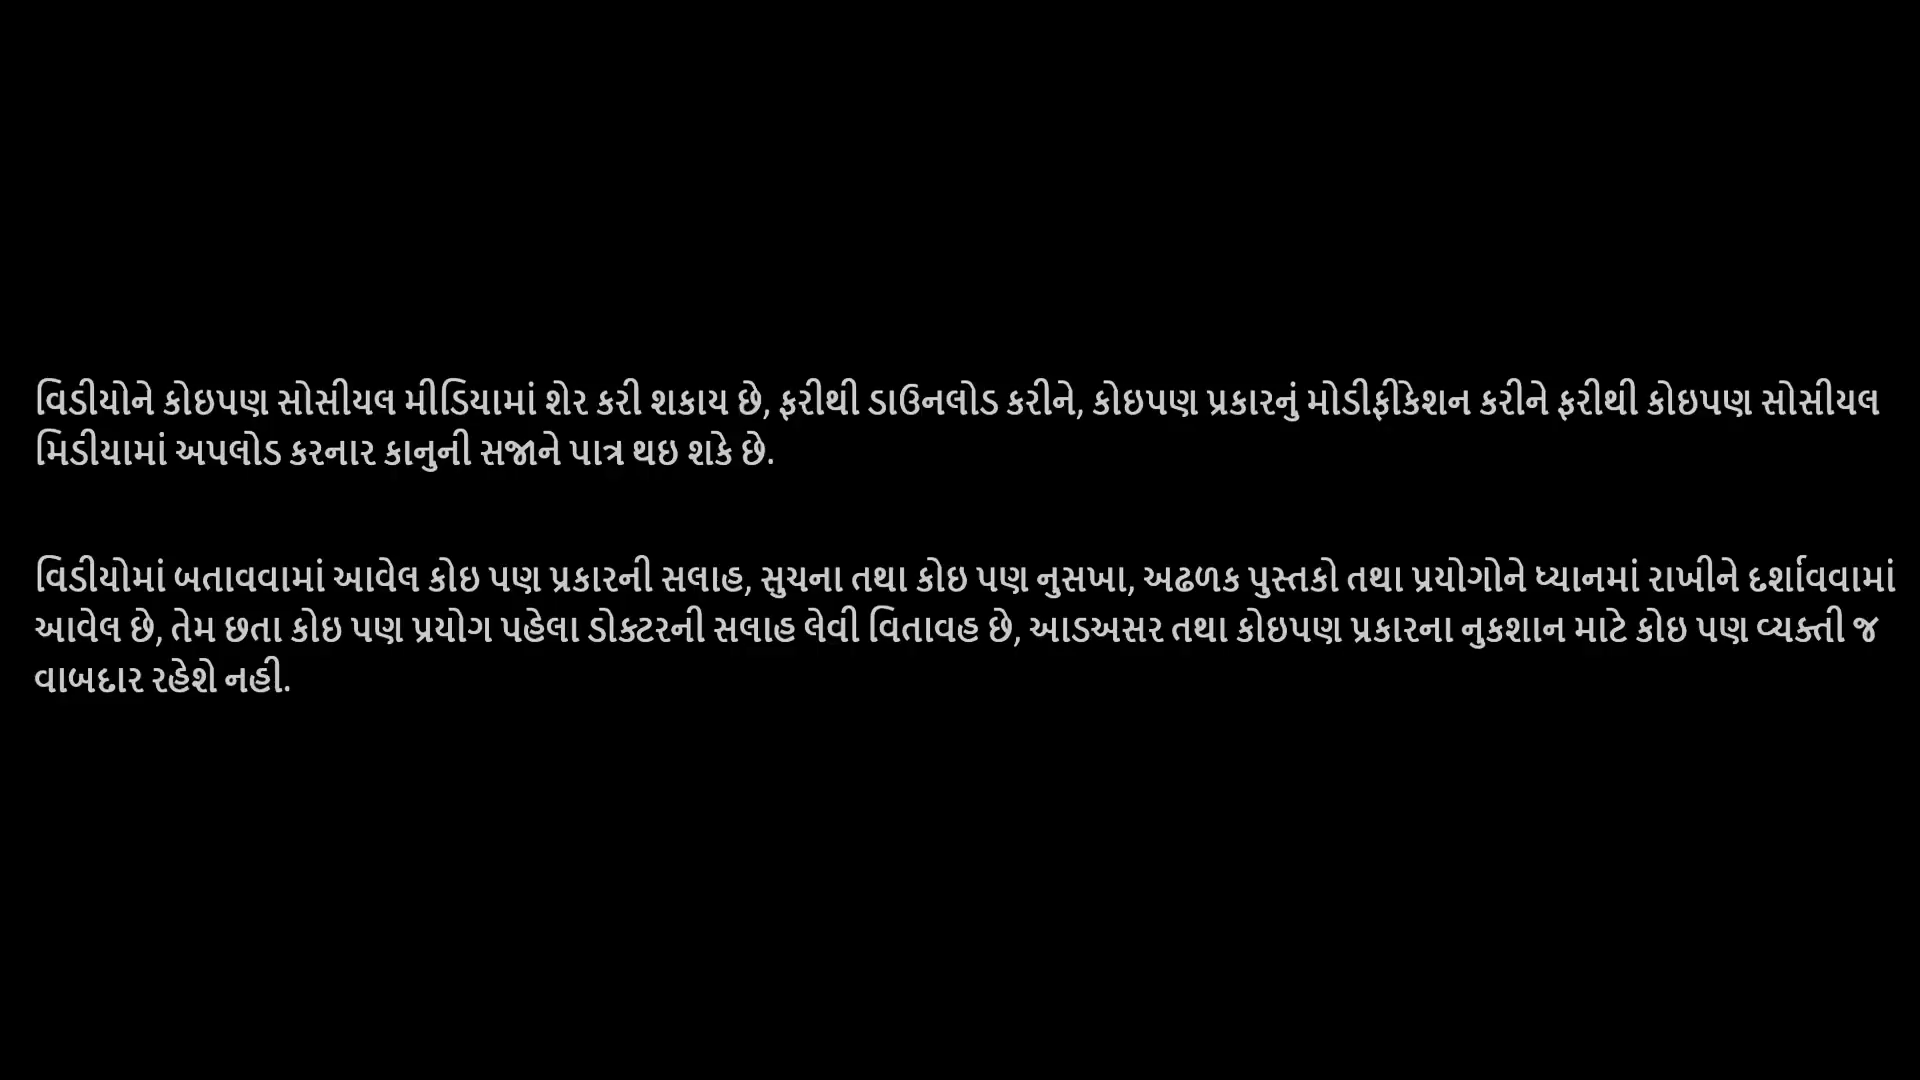 વિડીયોને કોઇપણ સોસીયલ મીડિયામાં શેર કરી શકાય છે, ફરીથી ડાઉનલોડ કરીને, કોઇપણ પ્રકારનું મોડીફીકેશન કરીને ફરીથી કોઇપણ સોસીયલ
મિડીયામાં અપલોડ કરનાર કાનુની સજાને પાત્ર થઇ શકે છે.
વિડીયોમાં બતાવવામાં આવેલ કોઇ પણ પ્રકારની સલાહ, સુચના તથા કોઇ પણ નુસખા, અઢળક પુસ્તકો તથા પ્રયોગોને ધ્યાનમાં રાખીને દર્શાવવામાં
આવેલ છે, તેમ છતા કોઇ પણ પ્રયોગ પહેલા ડોક્ટરની સલાહ લેવી વિતાવહ છે, આડઅસર તથા કોઇપણ પ્રકારના નુકશાન માટે કોઇ પણ વ્યક્તી જ
વાબદાર રહેશે નહી.